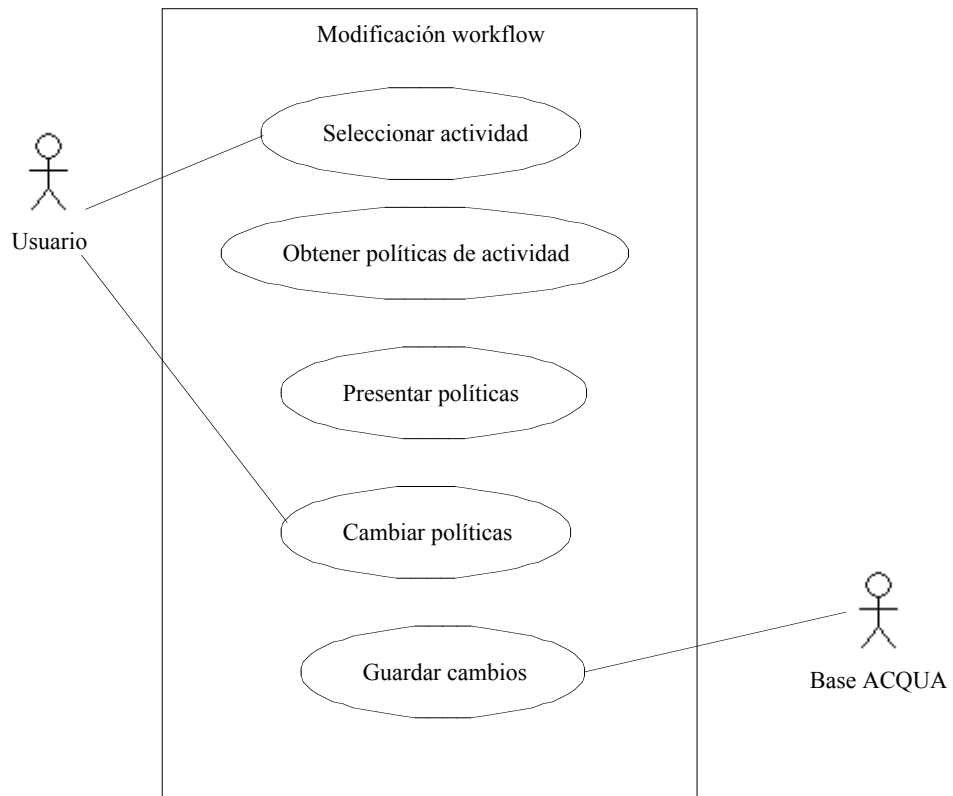 Modificación workflow
Seleccionar actividad
Usuario
Obtener políticas de actividad
Presentar políticas
Cambiar políticas
Guardar cambios
Base ACQUA